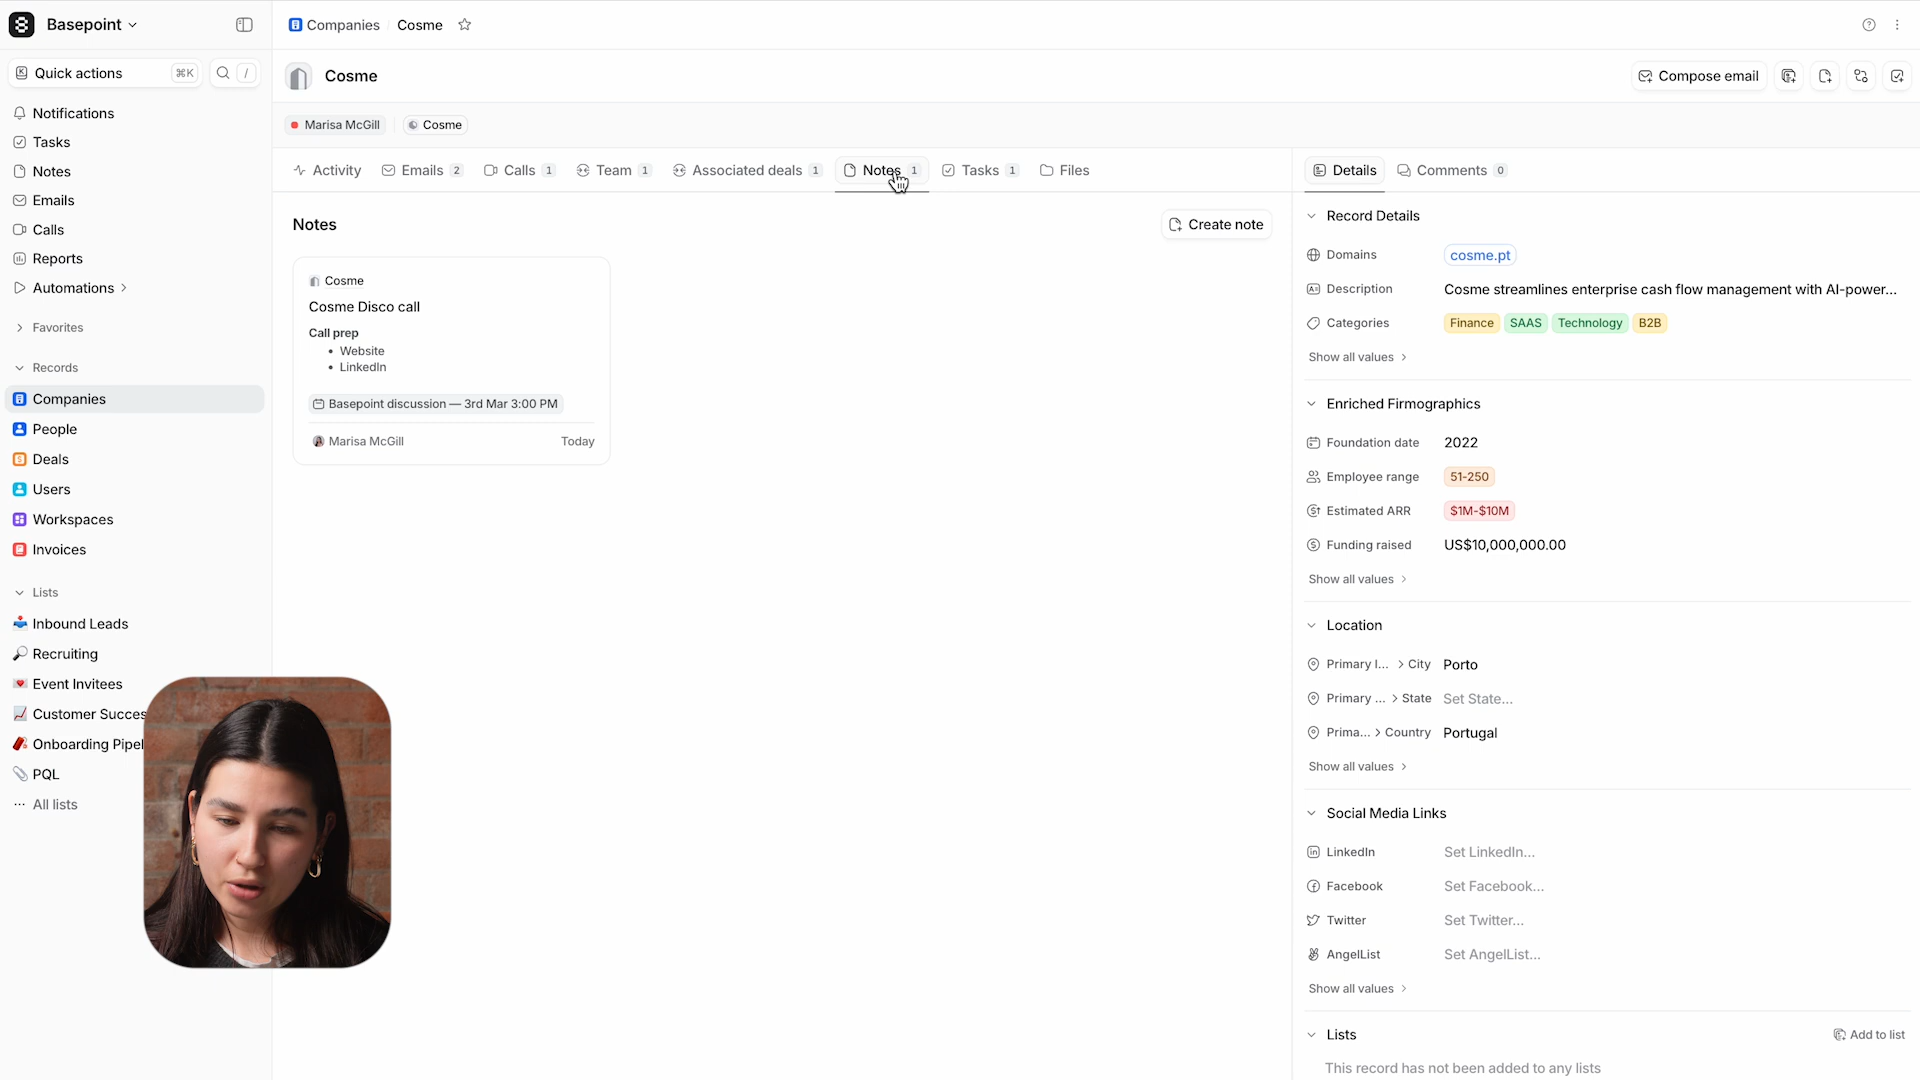 Basepoint
Quick actions ⌘K /
Notifications
Tasks
Notes
Emails
Calls
Reports
Automations
Favorites
Records
Companies
People
Deals
Users
Workspaces
Invoices
Lists
Inbound Leads
Recruiting
Event Invitees
Customer Succes
Onboarding Pipel
PQL
All lists
Companies / Cosme
Cosme
Compose email
Marisa McGill
Cosme
Activity
Emails 2
Calls 1
Team 1
Associated deals 1
Notes 1
Tasks 1
Files
Notes
Create note
Cosme
Cosme Disco call
Call prep
• Website
• LinkedIn
Basepoint discussion — 3rd Mar 3:00 PM
Marisa McGill Today
Details
Comments 0
Record Details
Domains cosme.pt
Description Cosme streamlines enterprise cash flow management with AI-power...
Categories Finance SAAS Technology B2B
Show all values
Enriched Firmographics
Foundation date 2022
Employee range 51-250
Estimated ARR $1M-$10M
Funding raised US$10,000,000.00
Show all values
Location
Primary l... > City Porto
Primary ... > State Set State...
Prima... > Country Portugal
Show all values
Social Media Links
LinkedIn Set LinkedIn...
Facebook Set Facebook...
Twitter Set Twitter...
AngelList Set AngelList...
Show all values
Lists Add to list
This record has not been added to any lists